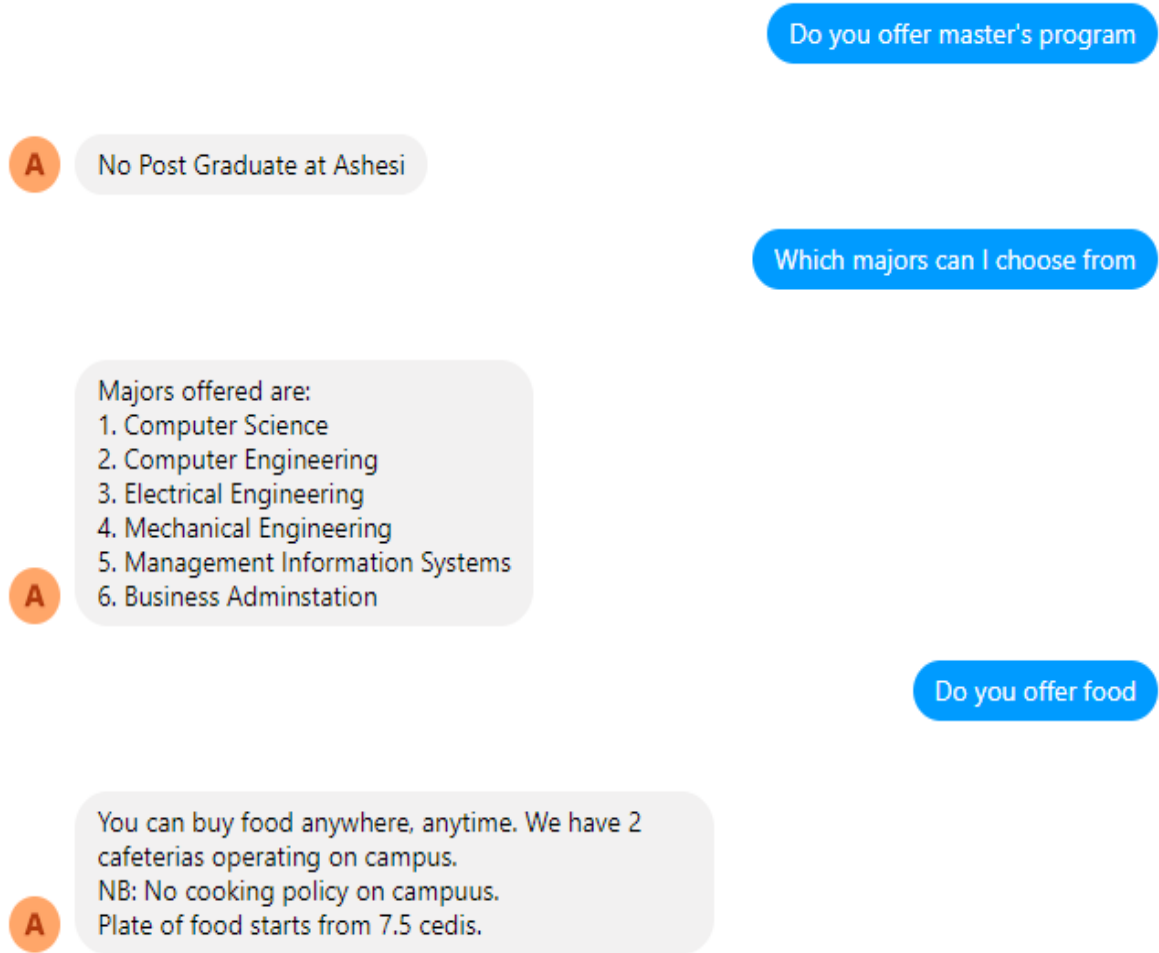 Do you offer master's program
A
No Post Graduate at Ashesi
Which majors can I choose from
Majors offered are:
1. Computer Science
2. Computer Engineering
3. Electrical Engineering
4. Mechanical Engineering
5. Management Information Systems
6. Business Adminstation
A
Do you offer food
You can buy food anywhere, anytime. We have 2
cafeterias operating on campus.
NB: No cooking policy on campuus.
Plate of food starts from 7.5 cedis.
A